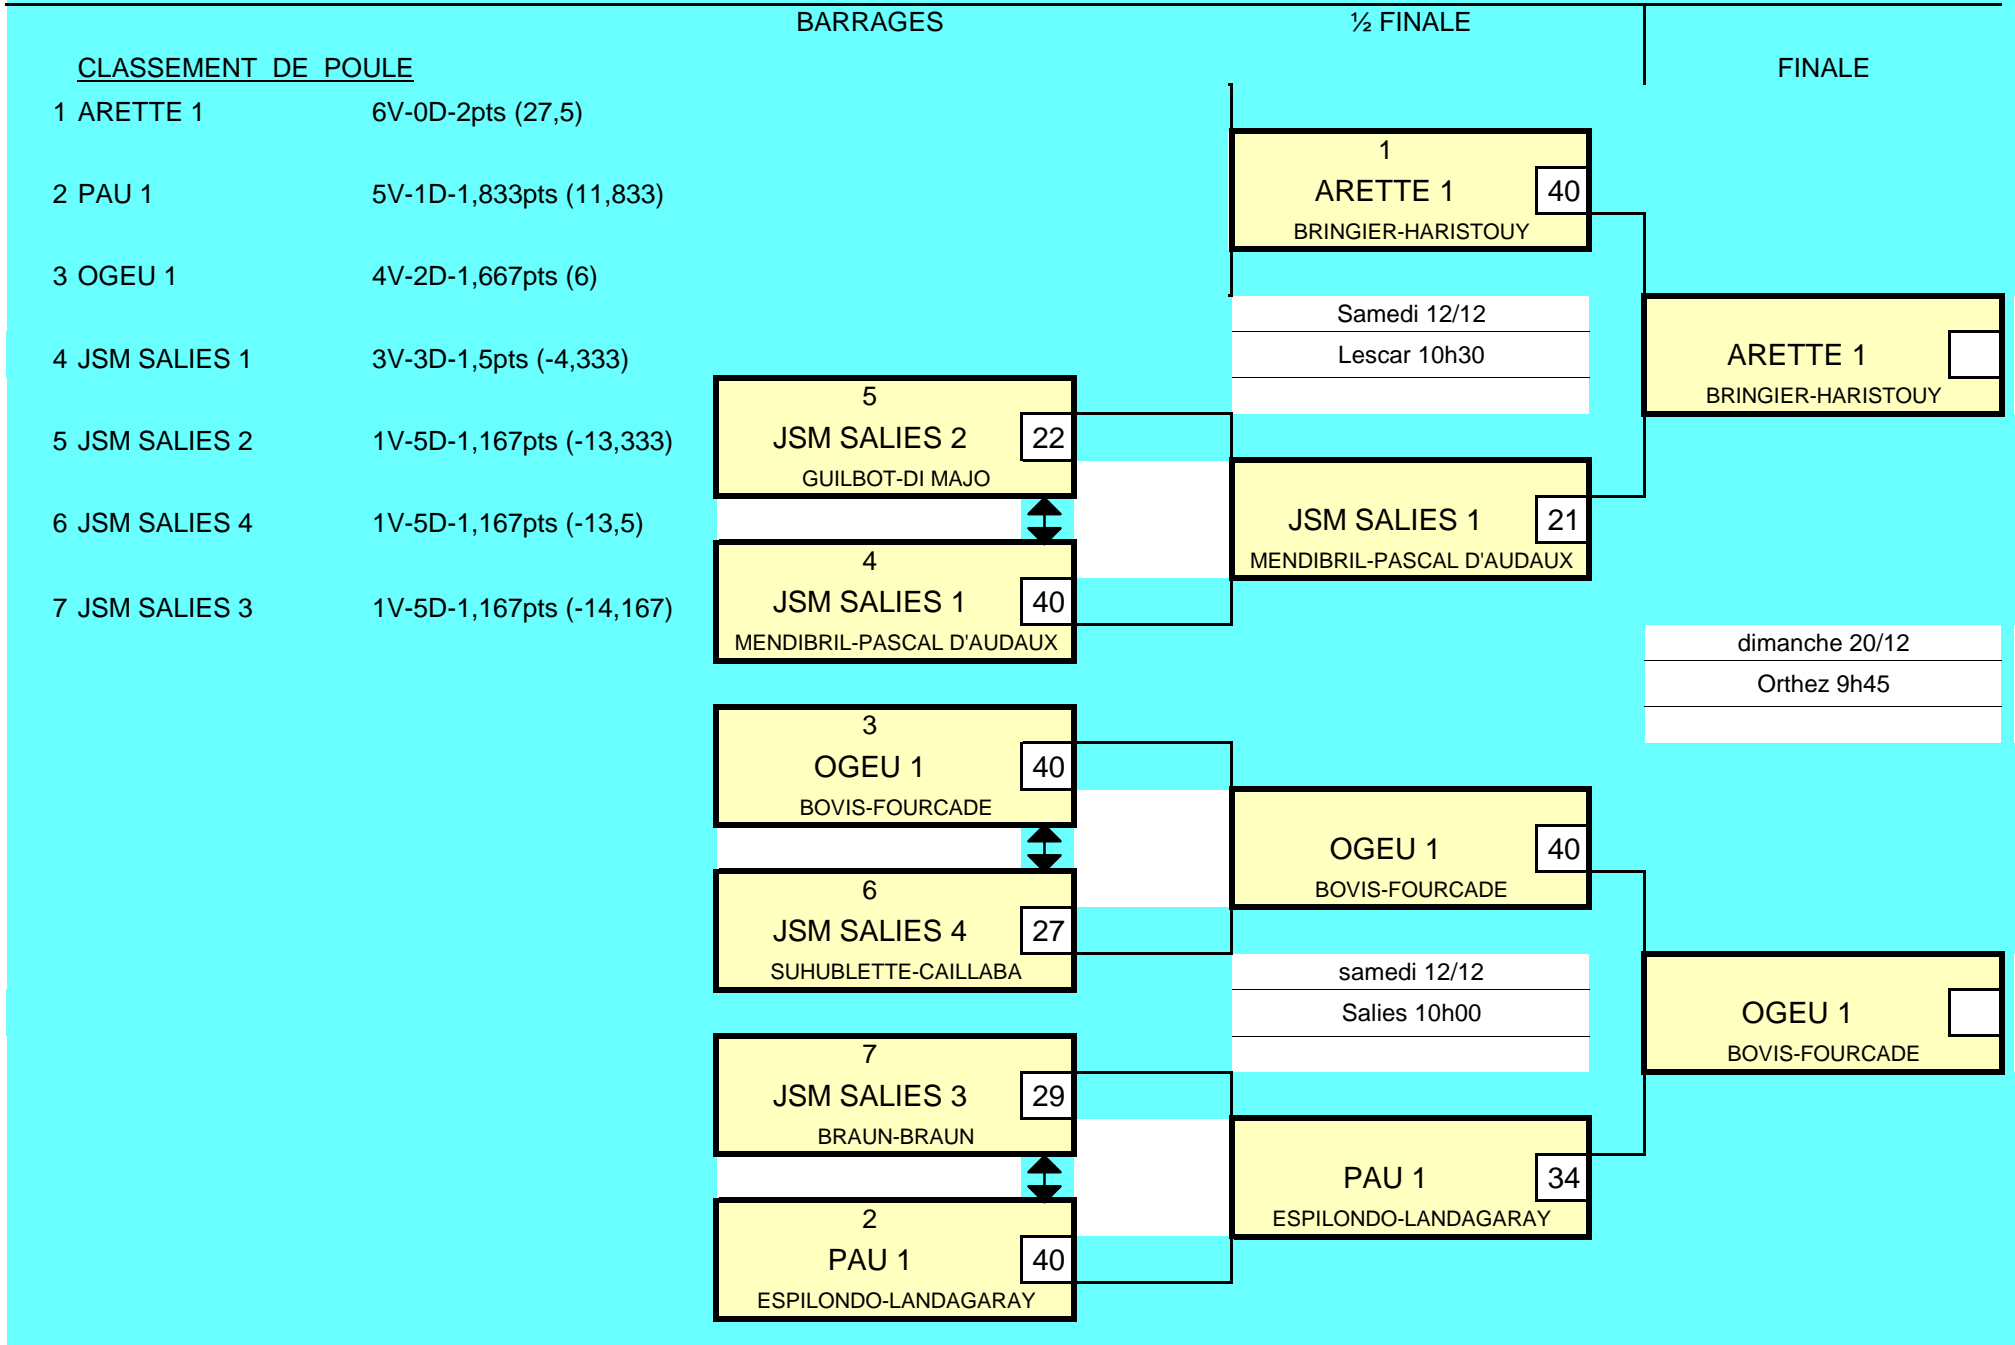 BARRAGES
½ FINALE
FINALE
CLASSEMENT DE POULE
1 ARETTE 1 6V-0D-2pts (27,5)
2 PAU 1 5V-1D-1,833pts (11,833)
3 OGEU 1 4V-2D-1,667pts (6)
4 JSM SALIES 1 3V-3D-1,5pts (-4,333)
5 JSM SALIES 2 1V-5D-1,167pts (-13,333)
6 JSM SALIES 4 1V-5D-1,167pts (-13,5)
7 JSM SALIES 3 1V-5D-1,167pts (-14,167)
5
JSM SALIES 2 22
GUILBOT-DI MAJO
4
JSM SALIES 1 40
MENDIBRIL-PASCAL D'AUDAUX
3
OGEU 1 40
BOVIS-FOURCADE
6
JSM SALIES 4 27
SUHUBLETTE-CAILLABA
7
JSM SALIES 3 29
BRAUN-BRAUN
2
PAU 1 40
ESPILONDO-LANDAGARAY
1
ARETTE 1 40
BRINGIER-HARISTOUY
Samedi 12/12
Lescar 10h30
JSM SALIES 1 21
MENDIBRIL-PASCAL D'AUDAUX
OGEU 1 40
BOVIS-FOURCADE
samedi 12/12
Salies 10h00
PAU 1 34
ESPILONDO-LANDAGARAY
ARETTE 1
BRINGIER-HARISTOUY
dimanche 20/12
Orthez 9h45
OGEU 1
BOVIS-FOURCADE